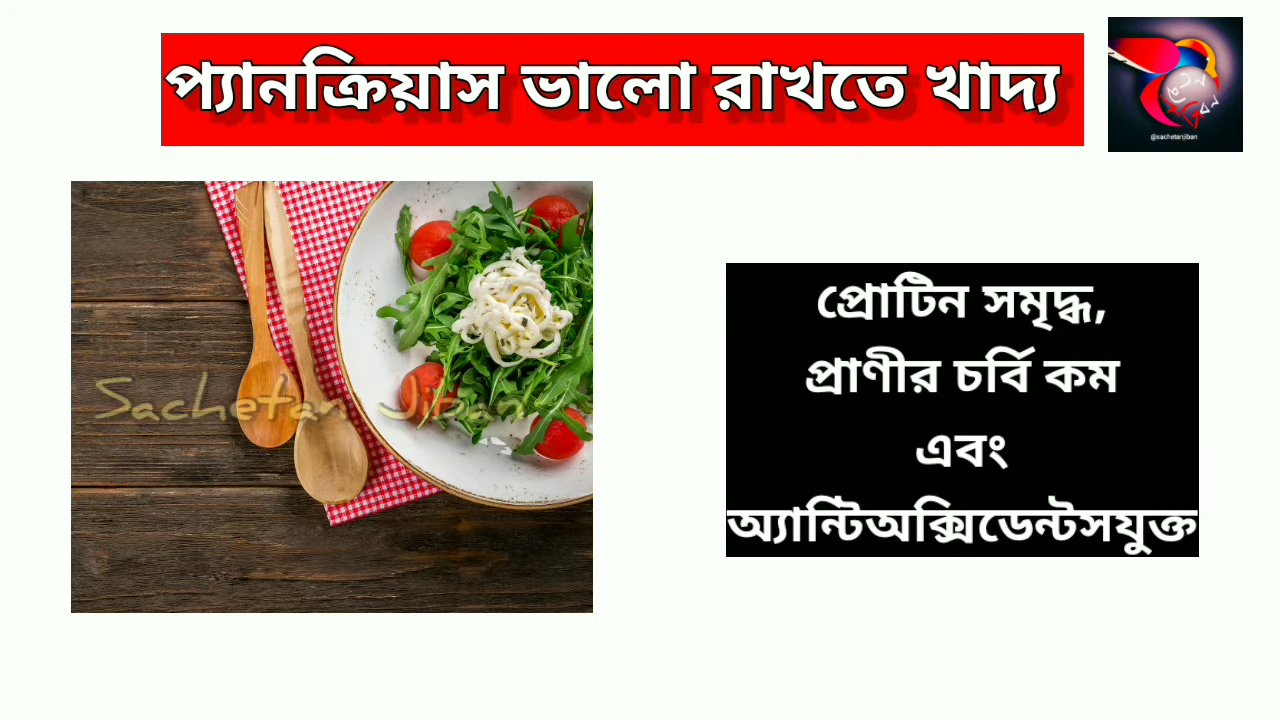 প্যানক্রিয়াস ভালো রাখতে খাদ্য
@sachetanjiban
Sachetan Jiban
প্রোটিন সমৃদ্ধ,
প্রাণীর চর্বি কম
এবং
অ্যান্টিঅক্সিডেন্টসযুক্ত